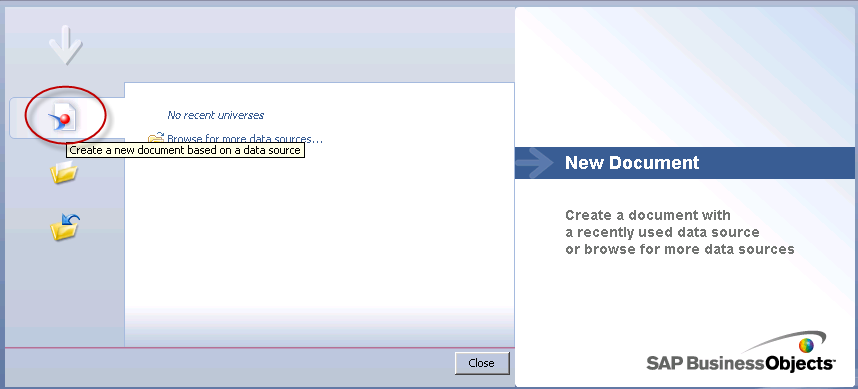 No recent universes
Browse for more data sources...
Create a new document based on a data source
New Document
Create a document with
a recently used data source
or browse for more data sources
Close
SAP BusinessObjects™